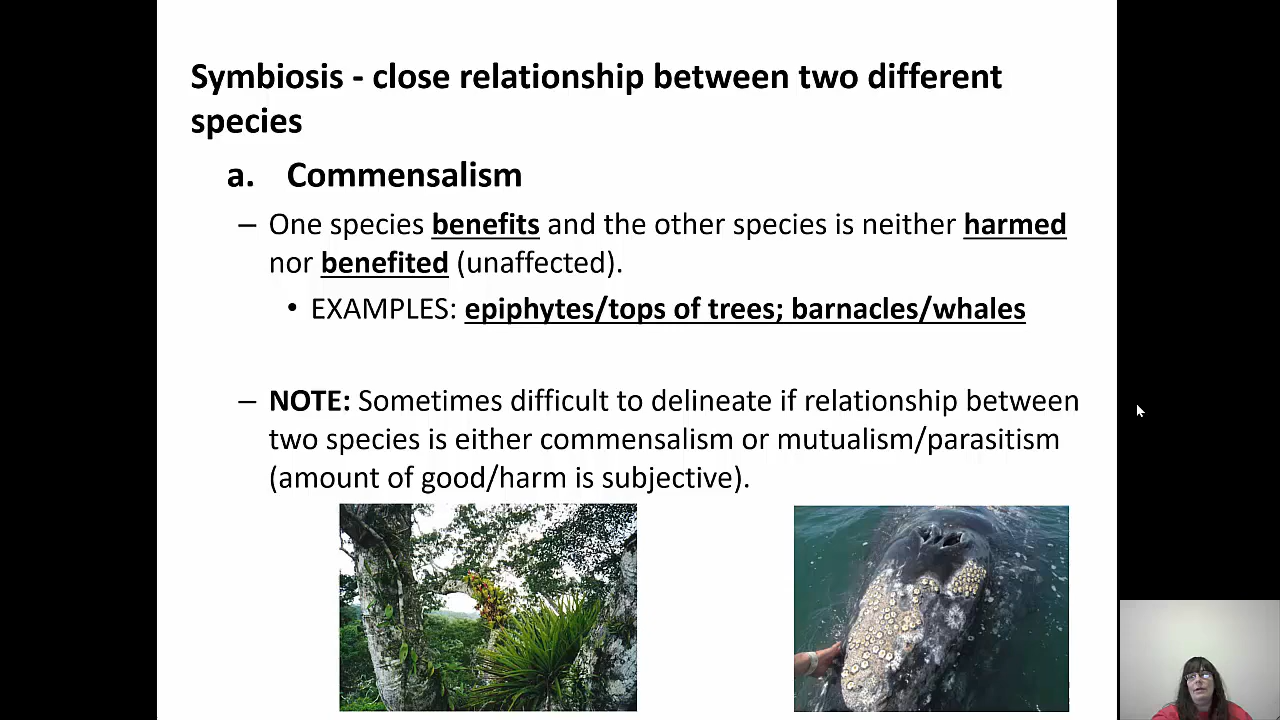 Symbiosis - close relationship between two different
species
a. Commensalism
– One species benefits and the other species is neither harmed
nor benefited (unaffected).
• EXAMPLES: epiphytes/tops of trees; barnacles/whales
– NOTE: Sometimes difficult to delineate if relationship between
two species is either commensalism or mutualism/parasitism
(amount of good/harm is subjective).